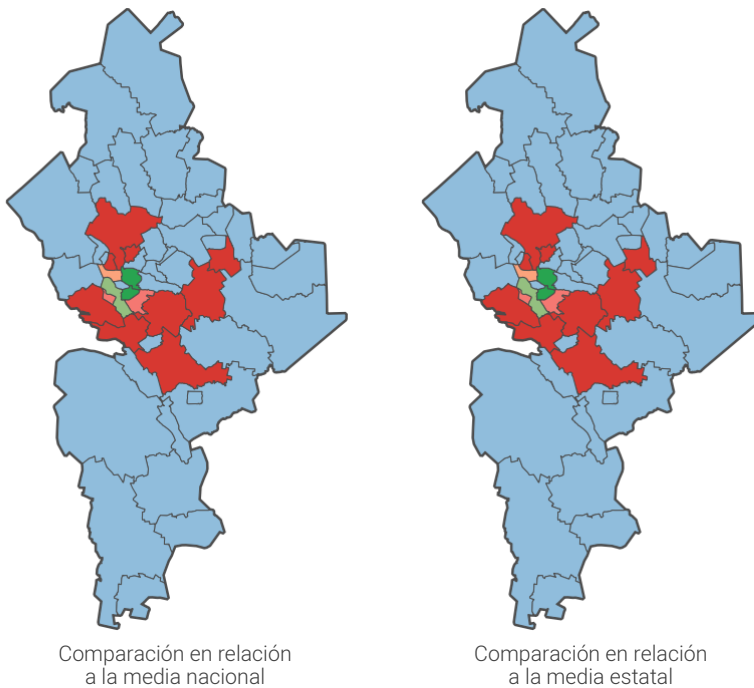 Comparación en relación
a la media nacional
Comparación en relación
a la media estatal